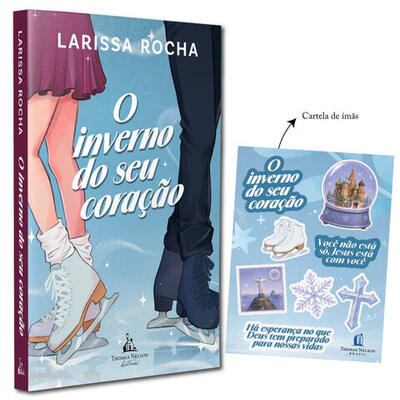 LARISSA ROCHA
O
inverno
do seu
coração
THOMAS NELSON
editorial
LARISSA ROCHA
O inverno do seu coração
Cartela de ímãs
O
inverno
do seu
coração
Você não está
só, Jesus está
com você
Há esperança no que
Deus tem preparado
para nossas vidas
THOMAS NELSON
BRASIL